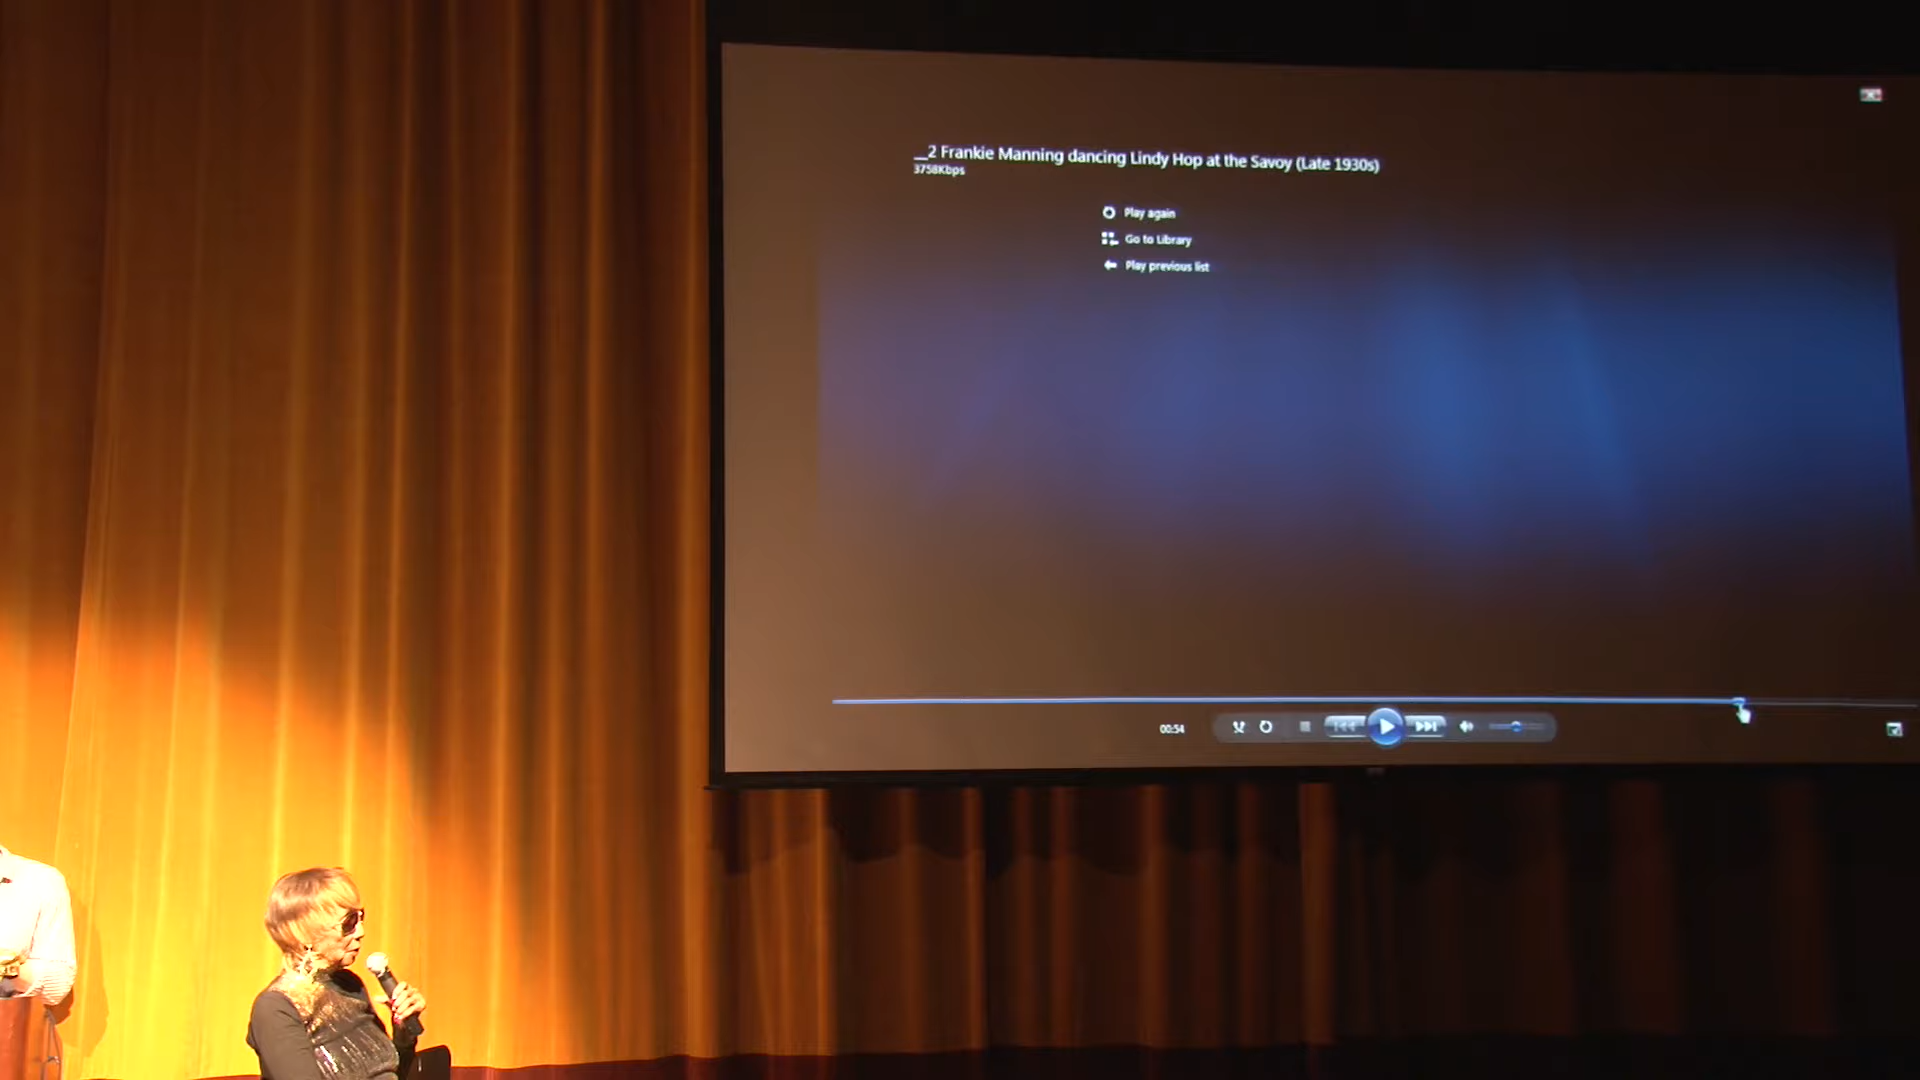 __2 Frankie Manning dancing Lindy Hop at the Savoy (Late 1930s)
3758Kbps
Play again
Go to Library
Play previous list
00:54